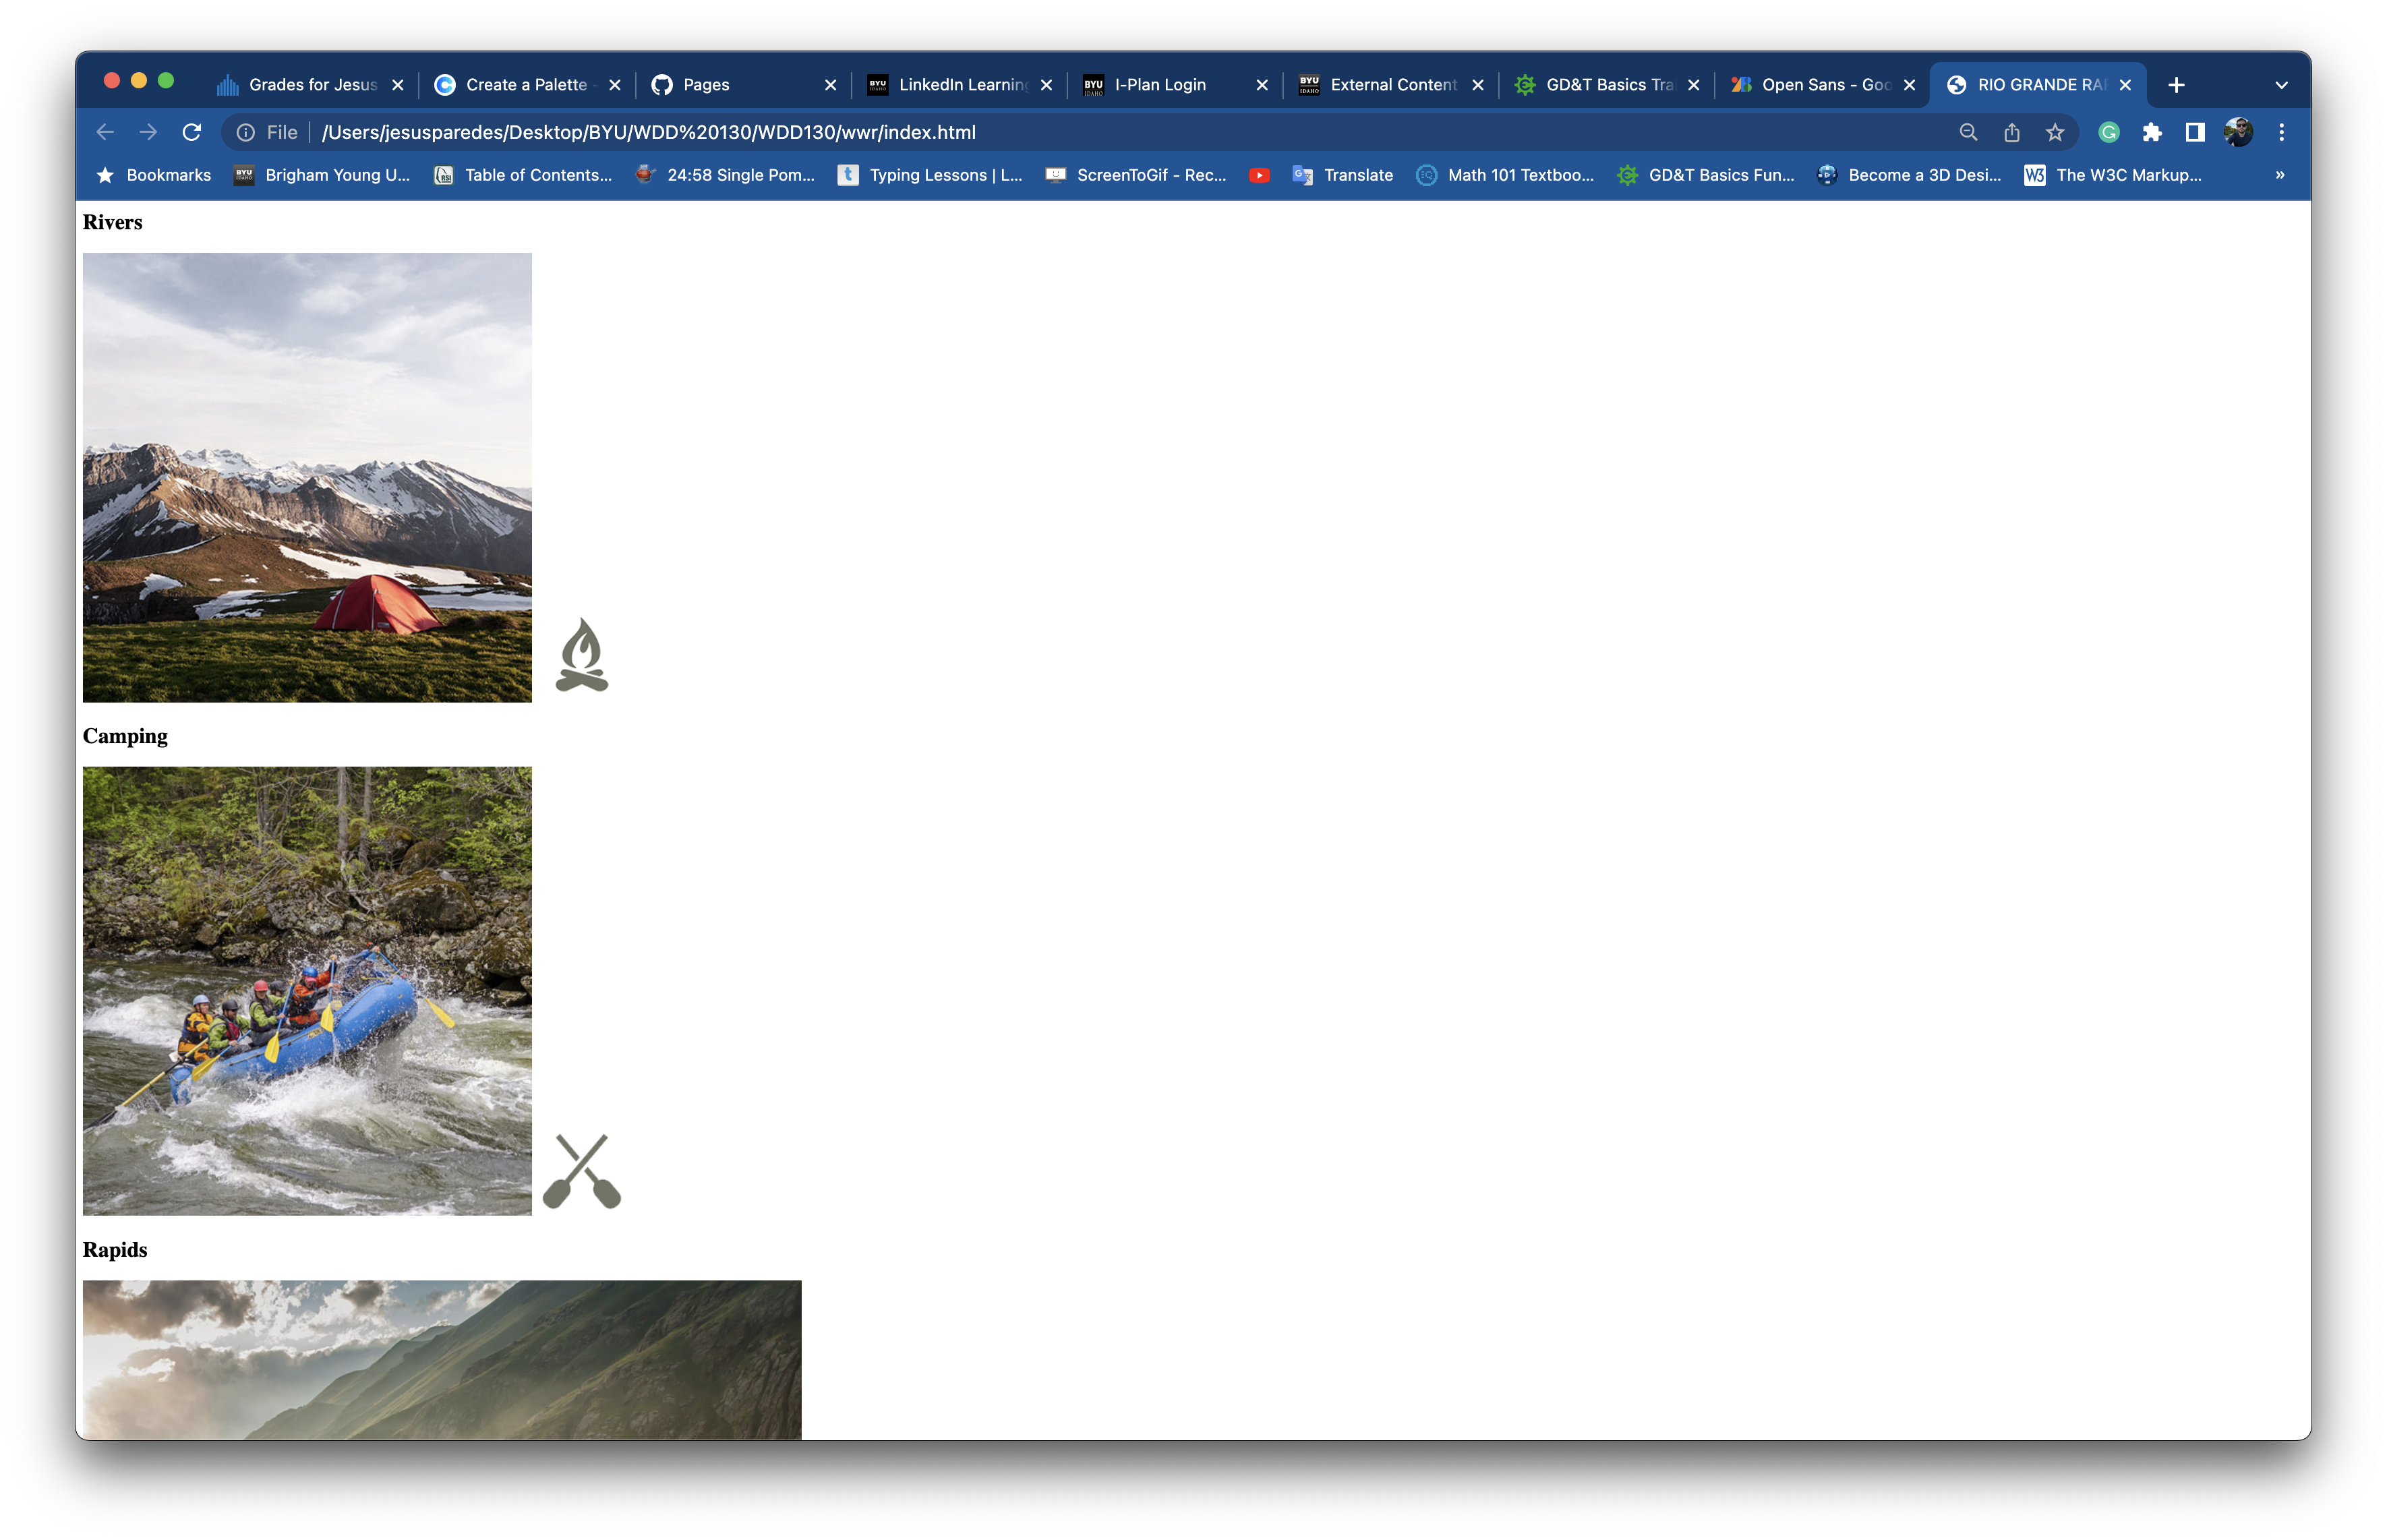 Grades for Jesus
Create a Palette -
Pages
LinkedIn Learning
I-Plan Login
External Content
GD&T Basics Tra
Open Sans - Goo
RIO GRANDE RA
File
/Users/jesusparedes/Desktop/BYU/WDD%20130/WDD130/wwr/index.html
Bookmarks
Brigham Young U...
Table of Contents...
24:58 Single Pom...
Typing Lessons | L...
ScreenToGif - Rec...
Translate
Math 101 Textboo...
GD&T Basics Fun...
Become a 3D Desi...
The W3C Markup...
Rivers
Camping
Rapids